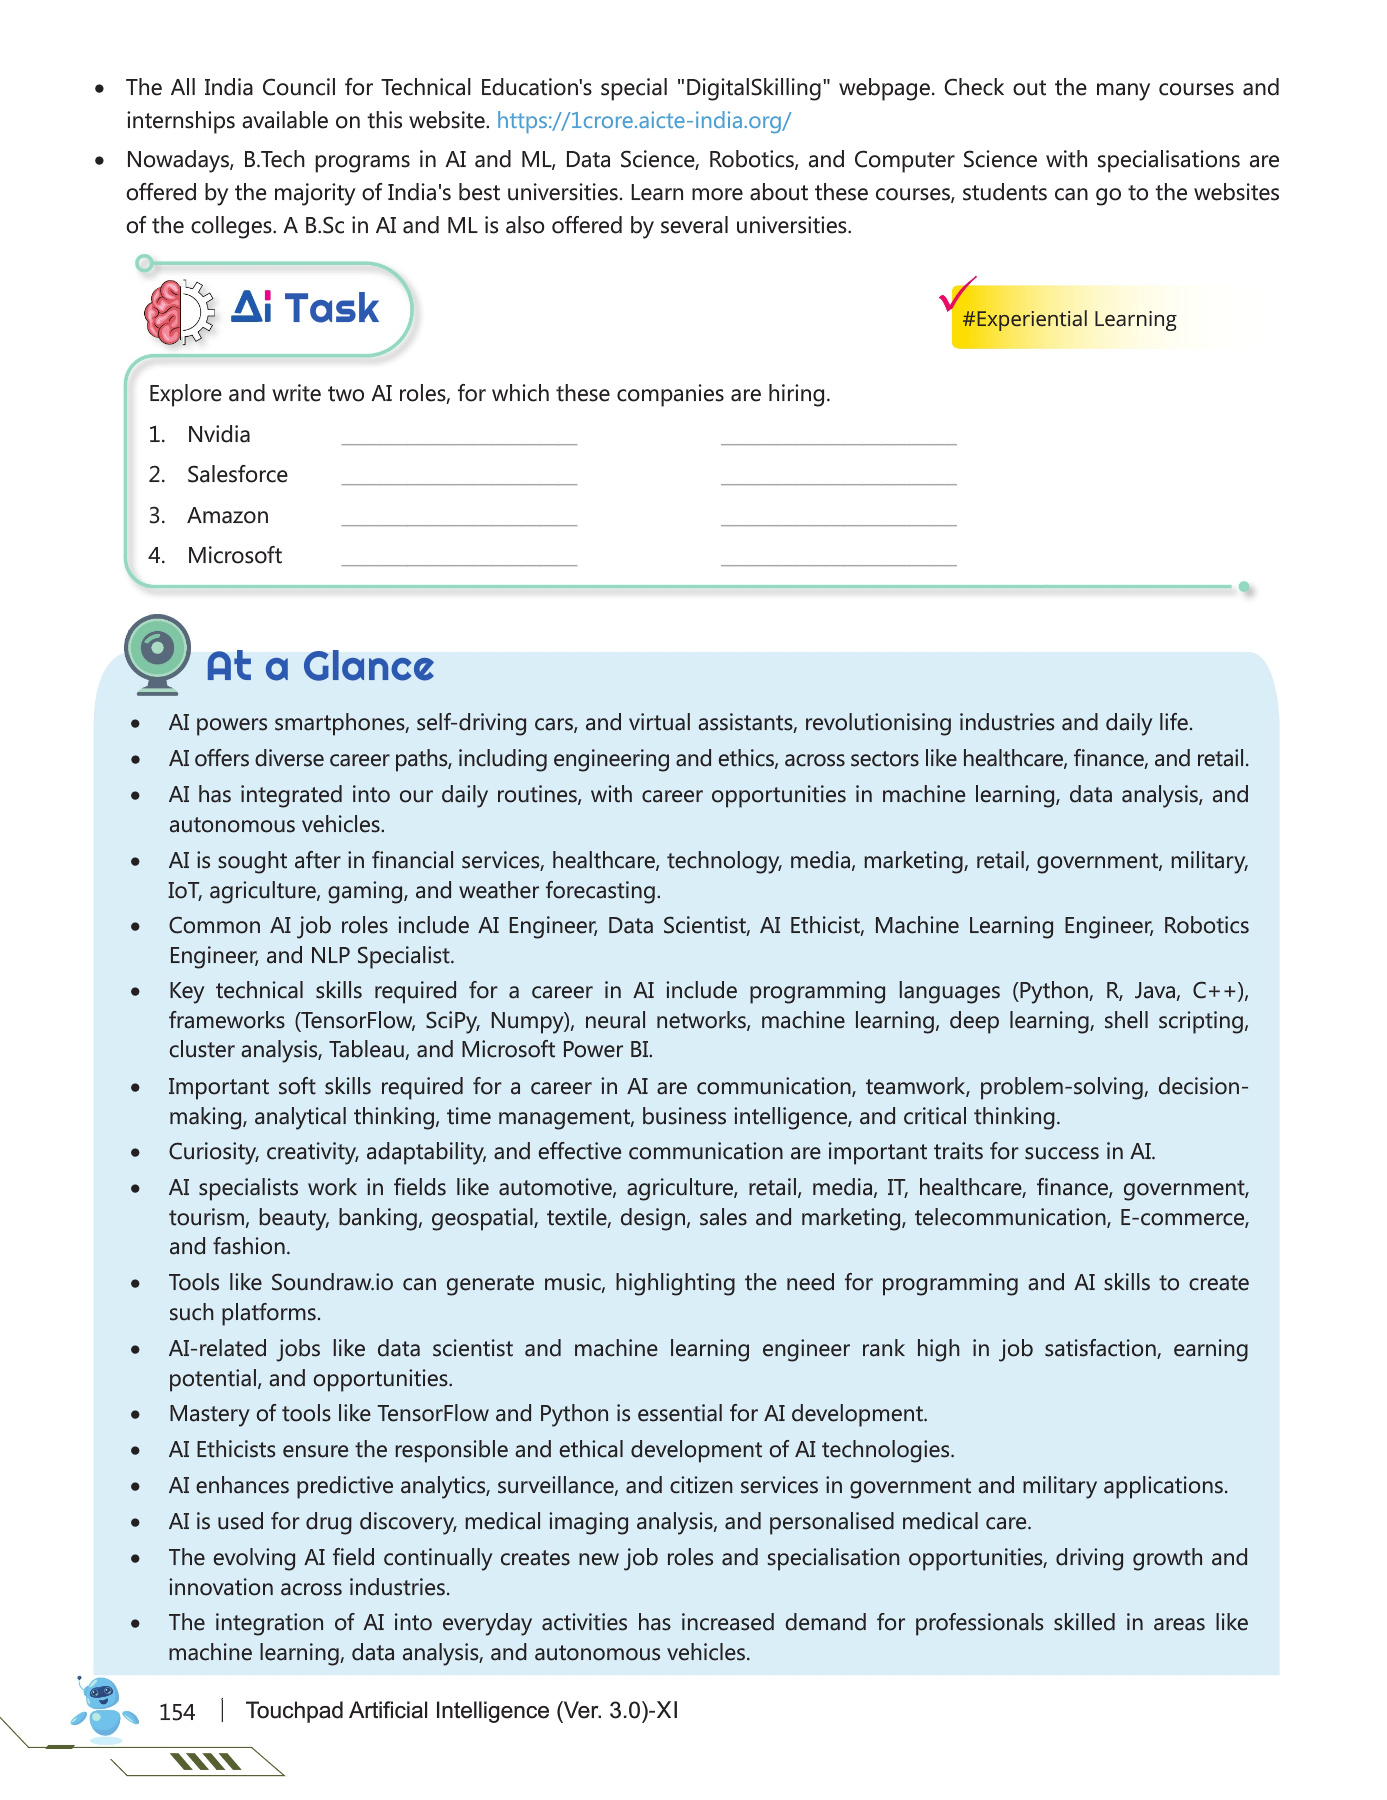 • The All India Council for Technical Education's special "DigitalSkilling" webpage. Check out the many courses and
internships available on this website. https://1crore.aicte-india.org/
• Nowadays, B.Tech programs in AI and ML, Data Science, Robotics, and Computer Science with specialisations are
offered by the majority of India's best universities. Learn more about these courses, students can go to the websites
of the colleges. A B.Sc in AI and ML is also offered by several universities.
Ai Task
#Experiential Learning
Explore and write two AI roles, for which these companies are hiring.
1. Nvidia ____________________ ____________________
2. Salesforce ____________________ ____________________
3. Amazon ____________________ ____________________
4. Microsoft ____________________ ____________________
At a Glance
• AI powers smartphones, self-driving cars, and virtual assistants, revolutionising industries and daily life.
• AI offers diverse career paths, including engineering and ethics, across sectors like healthcare, finance, and retail.
• AI has integrated into our daily routines, with career opportunities in machine learning, data analysis, and
autonomous vehicles.
• AI is sought after in financial services, healthcare, technology, media, marketing, retail, government, military,
IoT, agriculture, gaming, and weather forecasting.
• Common AI job roles include AI Engineer, Data Scientist, AI Ethicist, Machine Learning Engineer, Robotics
Engineer, and NLP Specialist.
• Key technical skills required for a career in AI include programming languages (Python, R, Java, C++),
frameworks (TensorFlow, SciPy, Numpy), neural networks, machine learning, deep learning, shell scripting,
cluster analysis, Tableau, and Microsoft Power BI.
• Important soft skills required for a career in AI are communication, teamwork, problem-solving, decision-
making, analytical thinking, time management, business intelligence, and critical thinking.
• Curiosity, creativity, adaptability, and effective communication are important traits for success in AI.
• AI specialists work in fields like automotive, agriculture, retail, media, IT, healthcare, finance, government,
tourism, beauty, banking, geospatial, textile, design, sales and marketing, telecommunication, E-commerce,
and fashion.
• Tools like Soundraw.io can generate music, highlighting the need for programming and AI skills to create
such platforms.
• AI-related jobs like data scientist and machine learning engineer rank high in job satisfaction, earning
potential, and opportunities.
• Mastery of tools like TensorFlow and Python is essential for AI development.
• AI Ethicists ensure the responsible and ethical development of AI technologies.
• AI enhances predictive analytics, surveillance, and citizen services in government and military applications.
• AI is used for drug discovery, medical imaging analysis, and personalised medical care.
• The evolving AI field continually creates new job roles and specialisation opportunities, driving growth and
innovation across industries.
• The integration of AI into everyday activities has increased demand for professionals skilled in areas like
machine learning, data analysis, and autonomous vehicles.
154 | Touchpad Artificial Intelligence (Ver. 3.0)-XI